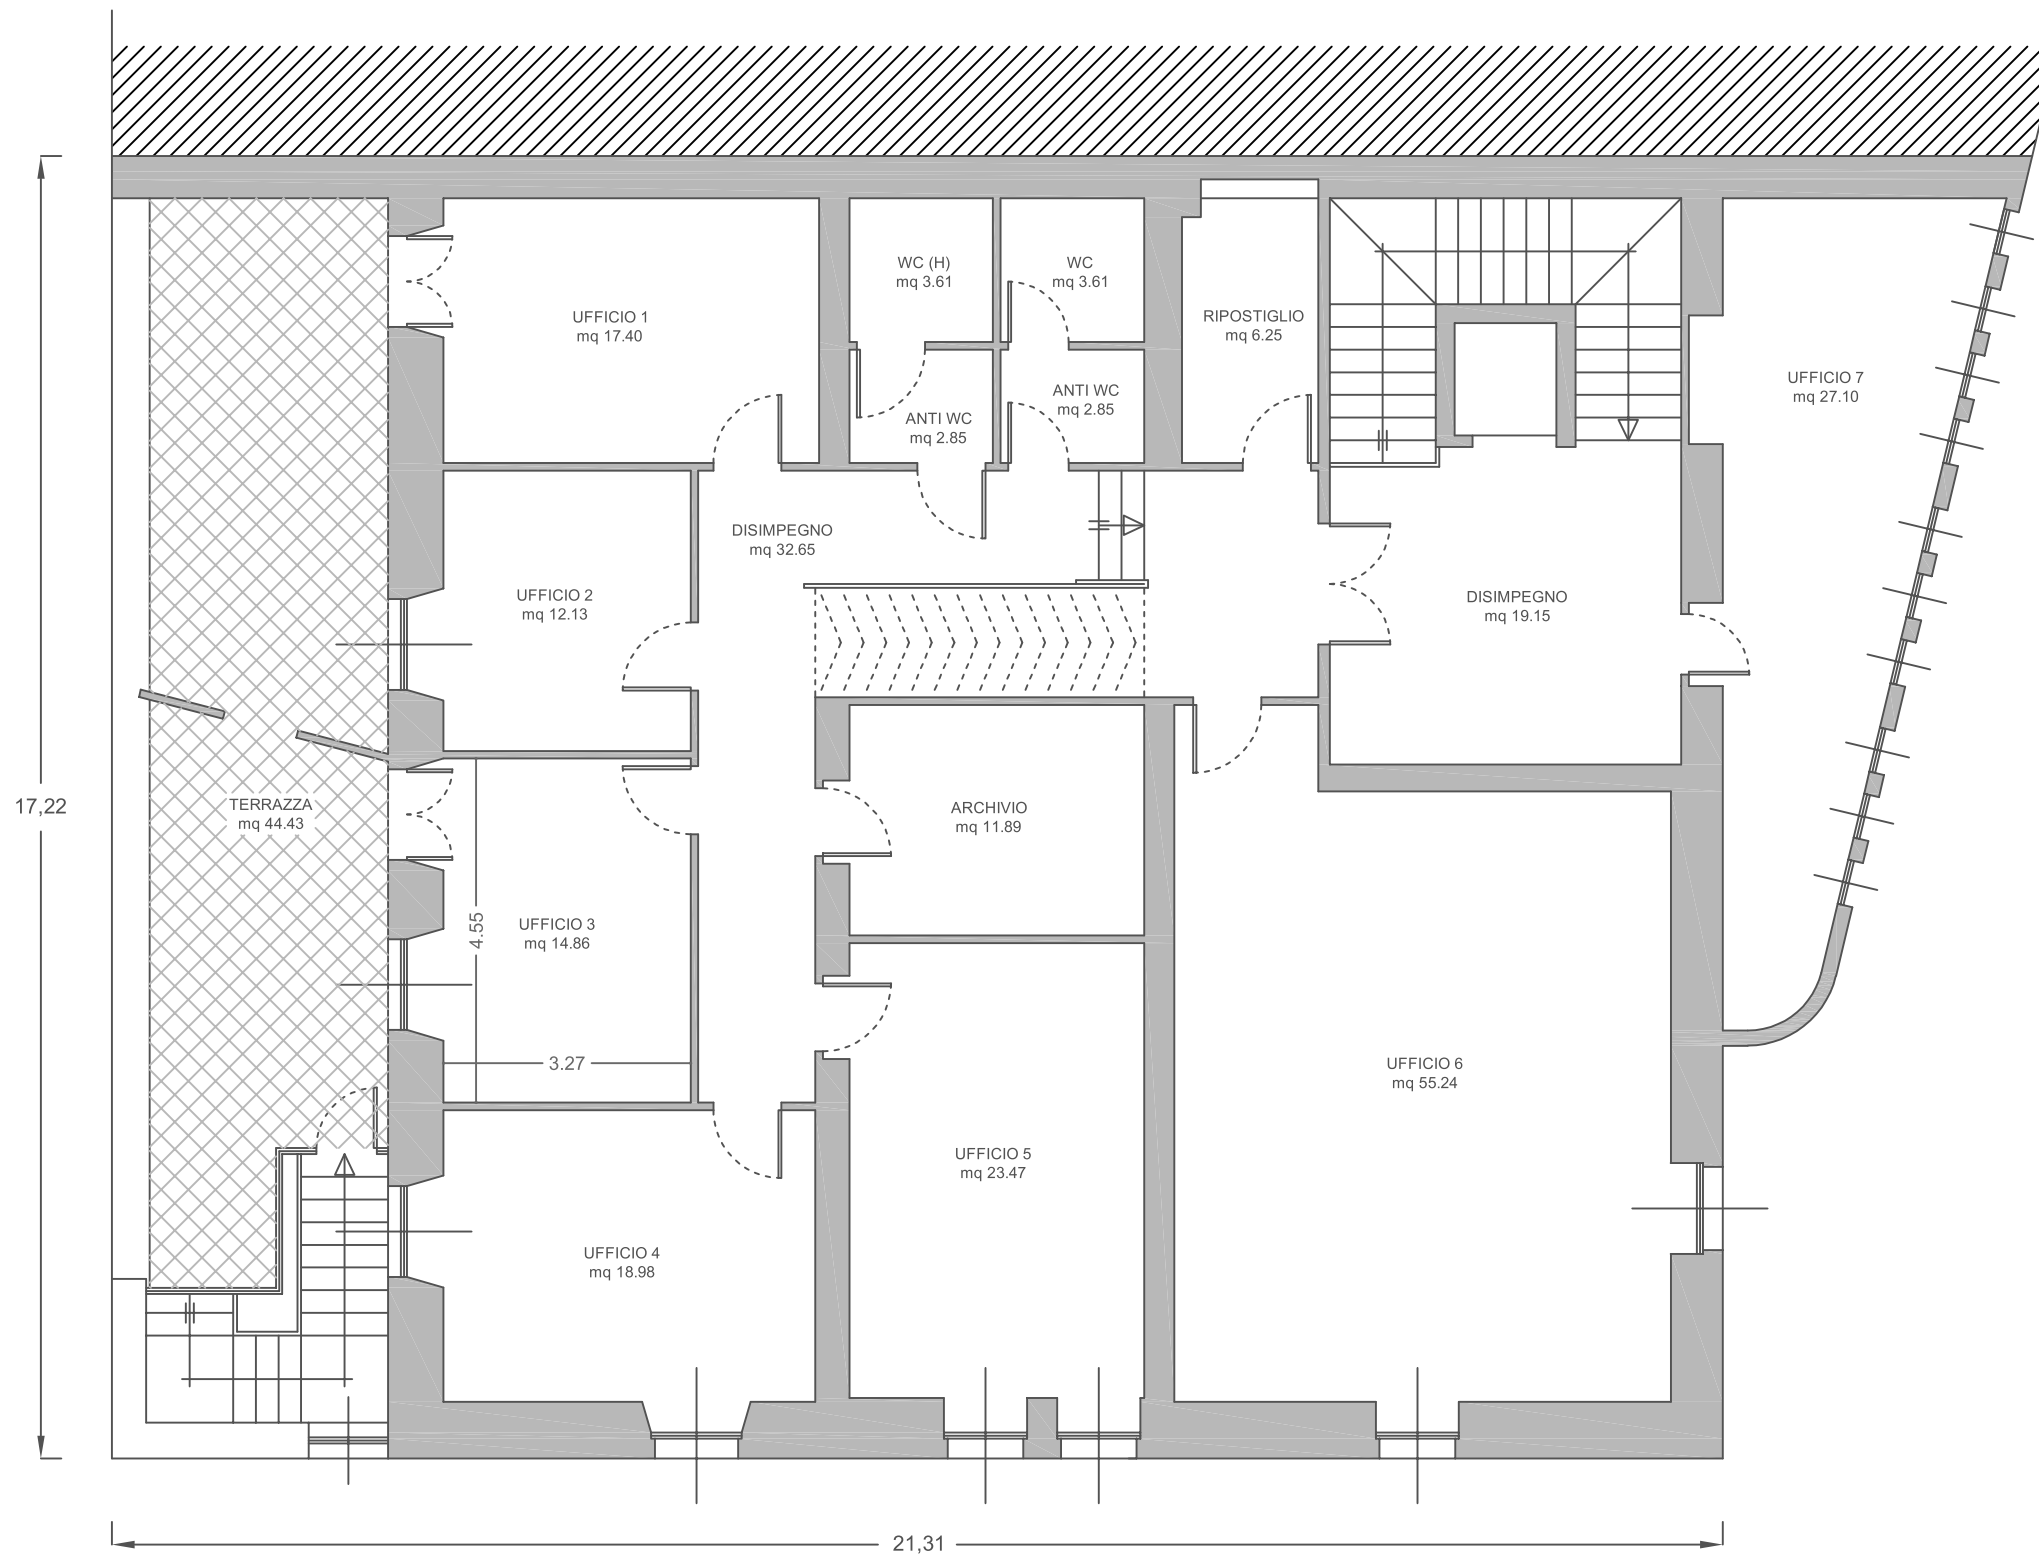 WC (H)
mq 3.61
WC
mq 3.61
UFFICIO 1
mq 17.40
RIPOSTIGLIO
mq 6.25
UFFICIO 7
mq 27.10
ANTI WC
mq 2.85
ANTI WC
mq 2.85
DISIMPEGNO
mq 32.65
UFFICIO 2
mq 12.13
DISIMPEGNO
mq 19.15
17,22
TERRAZZA
mq 44.43
ARCHIVIO
mq 11.89
4.55
UFFICIO 3
mq 14.86
3.27
UFFICIO 6
mq 55.24
UFFICIO 5
mq 23.47
UFFICIO 4
mq 18.98
21,31